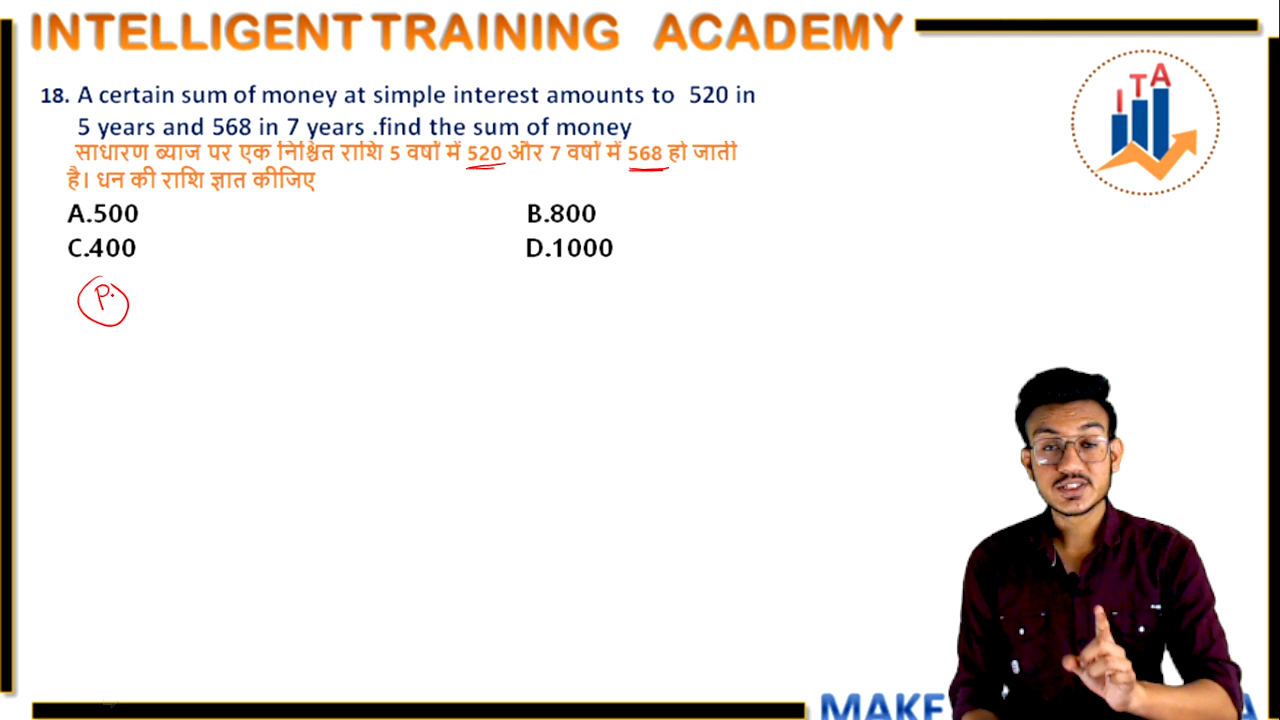 INTELLIGENT TRAINING ACADEMY
ITA
18. A certain sum of money at simple interest amounts to 520 in
5 years and 568 in 7 years .find the sum of money
साधारण ब्याज पर एक निश्चित राशि 5 वर्षों में 520 और 7 वर्षों में 568 हो जाती
है। धन की राशि ज्ञात कीजिए
A.500 B.800
C.400 D.1000
P.
MAKE